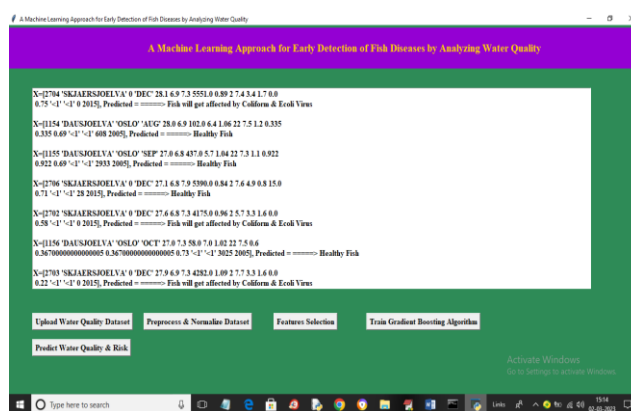 A Machine Learning Approach for Early Detection of Fish Diseases by Analyzing Water Quality
A Machine Learning Approach for Early Detection of Fish Diseases by Analyzing Water Quality
X=[2704 'SKJAERSJOELVA' 0 'DEC' 28.1 6.9 7.3 5551.0 0.89 2 7.4 3.4 1.7 0.0
0.75 '<1' '<1' 0 2015], Predicted = =====> Fish will get affected by Coliform & Ecoli Virus
X=[1154 'DAUSJOELVA' 'OSLO' 'AUG' 28.0 6.9 102.0 6.4 1.06 22 7.5 1.2 0.335
0.335 0.69 '<1' '<1' 608 2005], Predicted = =====> Healthy Fish
X=[1155 'DAUSJOELVA' 'OSLO' 'SEP' 27.0 6.8 437.0 5.7 1.04 22 7.3 1.1 0.922
0.922 0.69 '<1' '<1' 2933 2005], Predicted = =====> Healthy Fish
X=[2706 'SKJAERSJOELVA' 0 'DEC' 27.1 6.8 7.9 5390.0 0.84 2 7.6 4.9 0.8 15.0
0.71 '<1' '<1' 28 2015], Predicted = =====> Healthy Fish
X=[2702 'SKJAERSJOELVA' 0 'DEC' 27.6 6.8 7.3 4175.0 0.96 2 5.7 3.3 1.6 0.0
0.58 '<1' '<1' 0 2015], Predicted = =====> Fish will get affected by Coliform & Ecoli Virus
X=[1156 'DAUSJOELVA' 'OSLO' 'OCT' 27.0 7.3 58.0 7.0 1.02 22 7.5 0.6
0.36700000000000005 0.36700000000000005 0.73 '<1' '<1' 3025 2005], Predicted = =====> Healthy Fish
X=[2703 'SKJAERSJOELVA' 0 'DEC' 27.9 6.9 7.3 4282.0 1.09 2 7.7 3.3 1.6 0.0
0.22 '<1' '<1' 0 2015], Predicted = =====> Fish will get affected by Coliform & Ecoli Virus
Upload Water Quality Dataset Preprocess & Normalize Dataset Features Selection Train Gradient Boosting Algorithm
Predict Water Quality & Risk
Activate Windows
Go to Settings to activate Windows.
Type here to search Links 15:14
02-05-2023